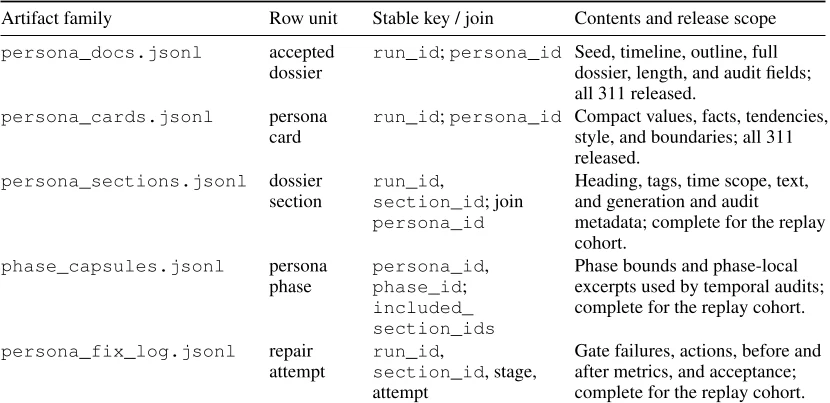 Artifact family Row unit Stable key / join Contents and release scope
persona_docs.jsonl accepted run_id; persona_id Seed, timeline, outline, full
dossier dossier, length, and audit fields;
all 311 released.
persona_cards.jsonl persona run_id; persona_id Compact values, facts, tendencies,
card style, and boundaries; all 311
released.
persona_sections.jsonl dossier run_id, Heading, tags, time scope, text,
section section_id; join and generation and audit
persona_id metadata; complete for the replay
cohort.
phase_capsules.jsonl persona persona_id, Phase bounds and phase-local
phase phase_id; excerpts used by temporal audits;
included_ complete for the replay cohort.
section_ids
persona_fix_log.jsonl repair run_id, Gate failures, actions, before and
attempt section_id, stage, after metrics, and acceptance;
attempt complete for the replay cohort.